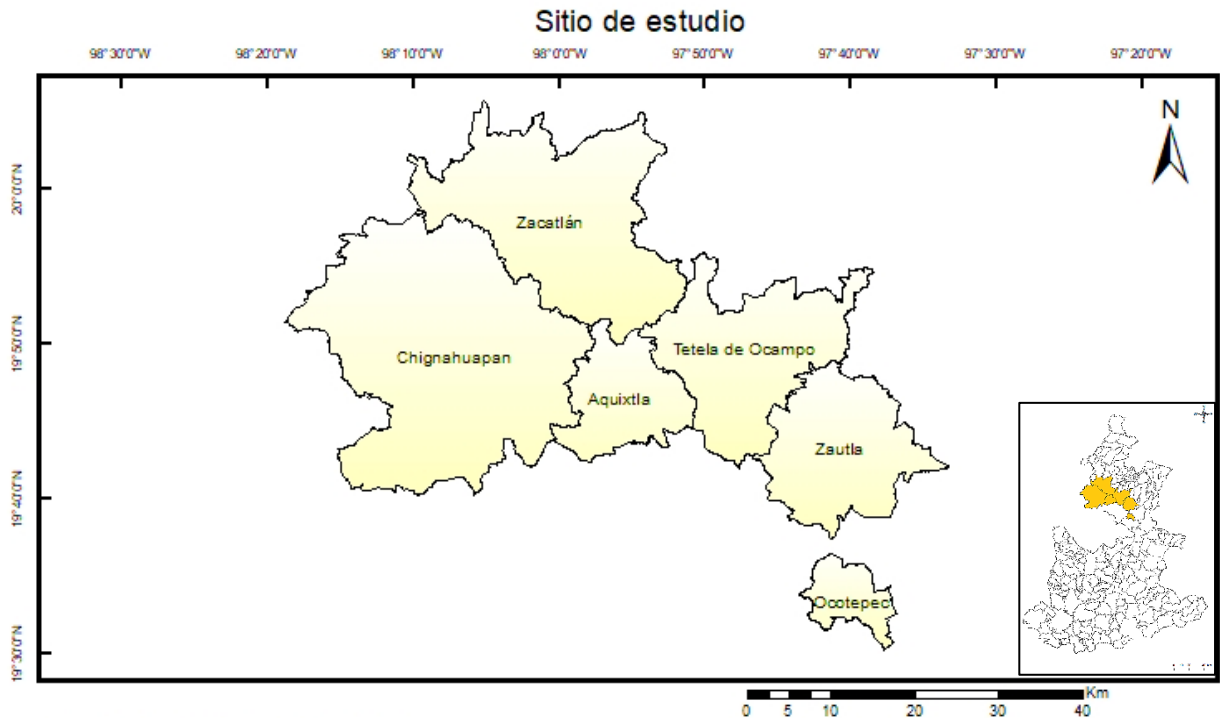 Sitio de estudio
98°30'0"W 98°20'0"W 98°10'0"W 98°0'0"W 97°50'0"W 97°40'0"W 97°30'0"W 97°20'0"W
N
20°0'0"N
Zacatlán
19°50'0"N
Tetela de Ocampo
Chignahuapan
Aquixtla
Zautla
19°40'0"N
Ocotepec
19°30'0"N
Km
0 5 10 20 30 40